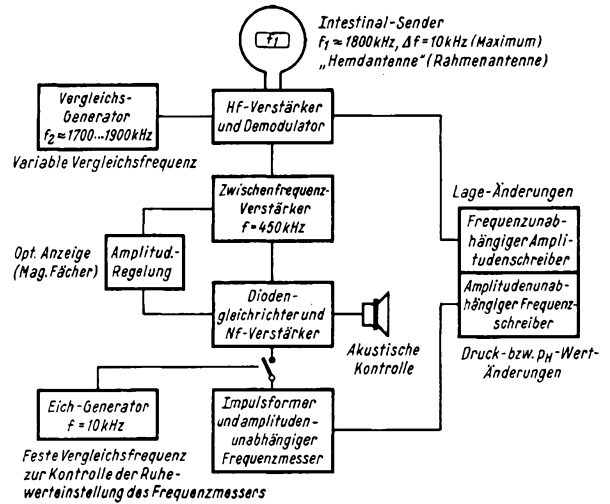 f1
Intestinal-Sender
f1 ≈ 1800 kHz, Δf = 10 kHz (Maximum)
„Hemdantenne" (Rahmenantenne)
Vergleichs-
Generator
f2 ≈ 1700...1900 kHz
Variable Vergleichsfrequenz
Hf-Verstärker
und Demodulator
Zwischenfrequenz-
Verstärker
f = 450 kHz
Opt. Anzeige
(Mag. Fächer)
Amplitud.-
Regelung
Lage-Änderungen
Frequenzunab-
hängiger Ampli-
tudenschreiber
Amplitudenunab-
hängiger Frequenz-
schreiber
Druck- bzw. pH-Wert-
Änderungen
Dioden-
gleichrichter und
Nf-Verstärker
Akustische
Kontrolle
Eich-Generator
f = 10 kHz
Feste Vergleichsfrequenz
zur Kontrolle der Ruhe-
werteinstellung des Frequenzmessers
Impulsformer
und amplituden-
unabhängiger
Frequenzmesser